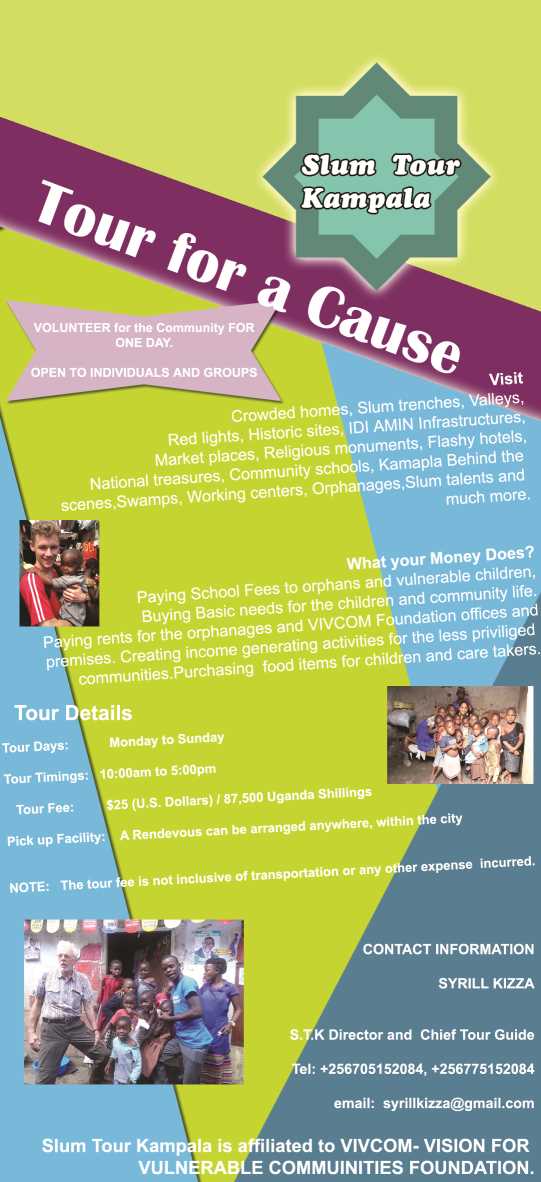 Slum Tour
Kampala
Tour for a Cause
VOLUNTEER for the Community FOR
ONE DAY.
OPEN TO INDIVIDUALS AND GROUPS
Visit
Crowded homes, Slum trenches, Valleys,
Red lights, Historic sites, IDI AMIN Infrastructures,
Market places, Religious monuments, Flashy hotels,
National treasures, Community schools, Kamapla Behind the
scenes,Swamps, Working centers, Orphanages,Slum talents and
much more.
What your Money Does?
Paying School Fees to orphans and vulnerable children,
Buying Basic needs for the children and community life.
Paying rents for the orphanages and VIVCOM Foundation offices and
premises. Creating income generating activities for the less priviliged
communities.Purchasing food items for children and care takers.
Tour Details
Tour Days: Monday to Sunday
Tour Timings: 10:00am to 5:00pm
Tour Fee: $25 (U.S. Dollars) / 87,500 Uganda Shillings
Pick up Facility: A Rendevous can be arranged anywhere, within the city
NOTE: The tour fee is not inclusive of transportation or any other expense incurred.
CONTACT INFORMATION
SYRILL KIZZA
S.T.K Director and Chief Tour Guide
Tel: +256705152084, +256775152084
email: syrillkizza@gmail.com
Slum Tour Kampala is affiliated to VIVCOM- VISION FOR
VULNERABLE COMMUINITIES FOUNDATION.